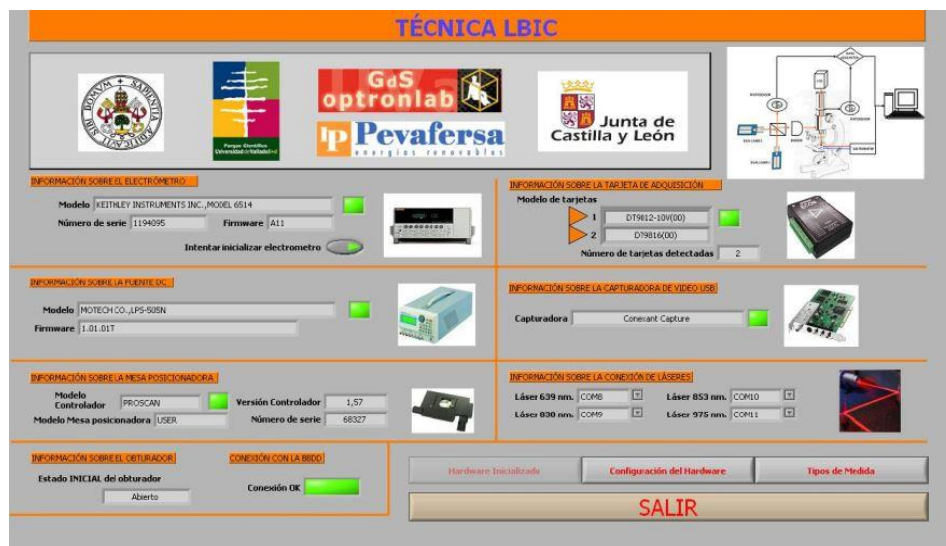 TÉCNICA LBIC
Parque Científico
Universidad de Valladolid
GdS
optronlab
Pevafersa
energías renovables
Junta de
Castilla y León
INFORMACIÓN SOBRE EL ELECTRÓMETRO
Modelo KEITHLEY INSTRUMENTS INC.,MODEL 6514
Número de serie 1194095 Firmware A11
Intentar inicializar electrometro
INFORMACIÓN SOBRE LA TARJETA DE ADQUISICIÓN
Modelo de tarjetas
1 DT9812-10V(00)
2 DT9816(00)
Número de tarjetas detectadas 2
INFORMACIÓN SOBRE LA FUENTE DC
Modelo MOTECH CO.,LPS-505N
Firmware 1.01.01T
INFORMACIÓN SOBRE LA CAPTURADORA DE VIDEO USB
Capturadora Conexant Capture
INFORMACIÓN SOBRE LA MESA POSICIONADORA
Modelo
Controlador PROSCAN Versión Controlador 1,57
Modelo Mesa posicionadora USER Número de serie 68327
INFORMACIÓN SOBRE LA CONEXIÓN DE LÁSERES
Láser 639 nm. COM8 Láser 853 nm. COM10
Láser 830 nm. COM9 Láser 975 nm. COM11
INFORMACIÓN SOBRE EL OBTURADOR
Estado INICIAL del obturador
Abierto
CONEXIÓN CON LA BBDD
Conexión OK
Hardware Inicializado Configuración del Hardware Tipos de Medida
SALIR